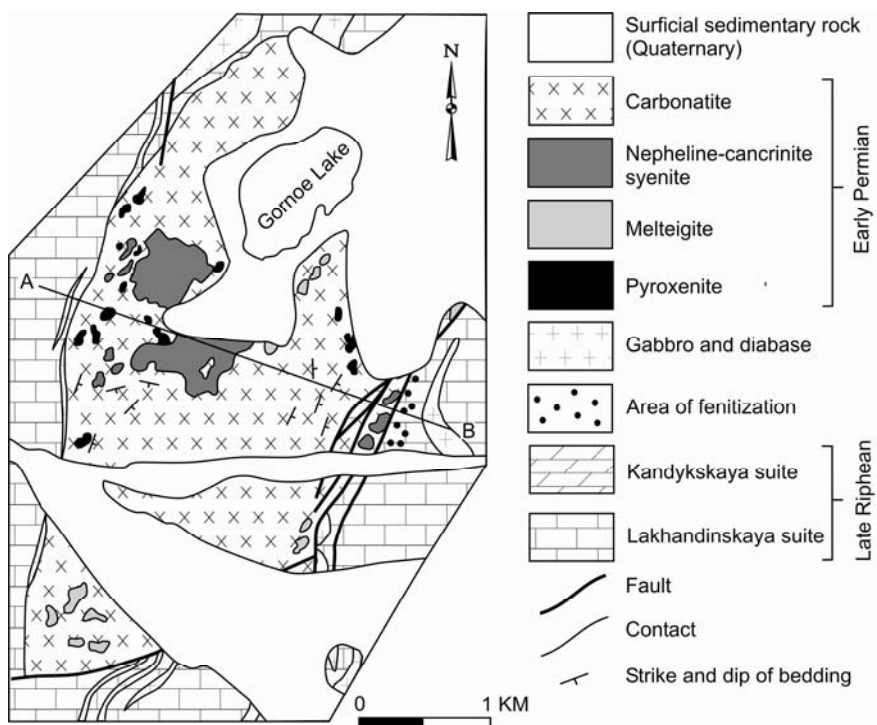 N
Gornoe Lake
A
B
0 1 KM
Surficial sedimentary rock
(Quaternary)
Carbonatite
Nepheline-cancrinite
syenite
Melteigite
Pyroxenite
Early Permian
Gabbro and diabase
Area of fenitization
Kandykskaya suite
Lakhandinskaya suite
Late Riphean
Fault
Contact
Strike and dip of bedding